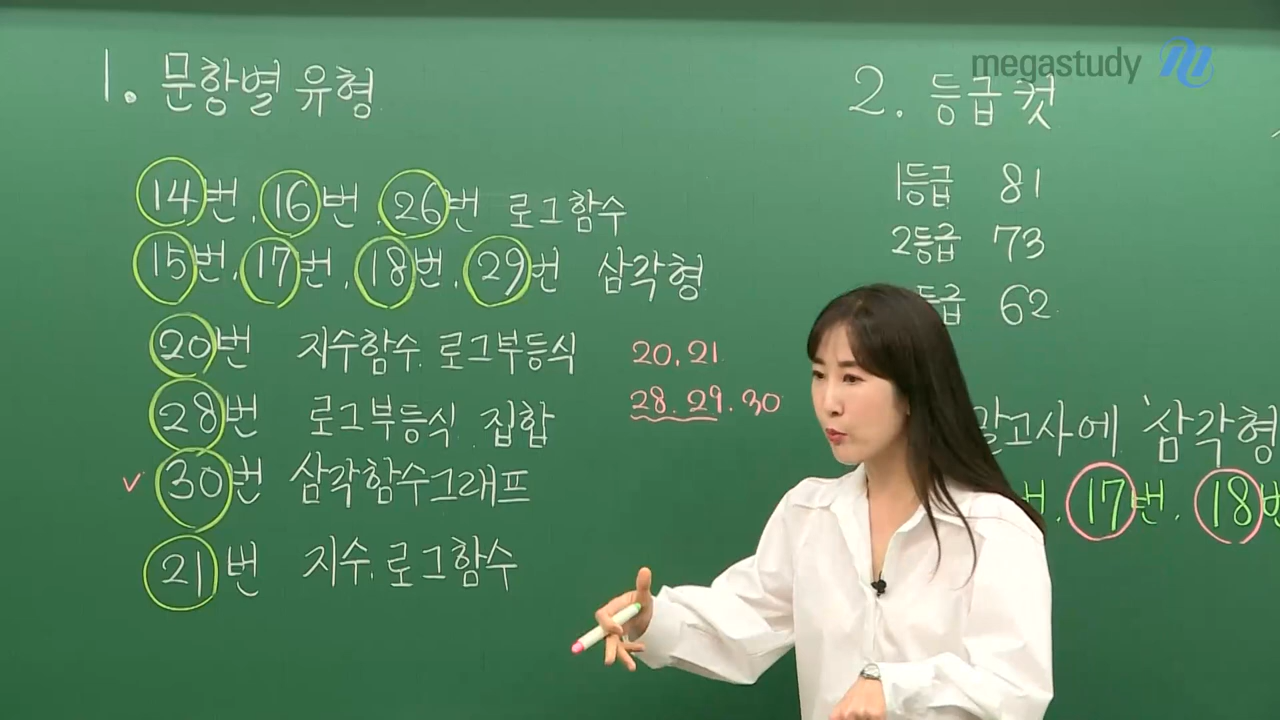 megastudy
1. 문항별 유형
14번, 16번, 26번 로그함수
15번, 17번, 18번, 29번 삼각형
20번 지수함수. 로그부등식
28번 로그부등식. 집합
30번 삼각함수그래프
21번 지수. 로그함수
20, 21
28. 29. 30
2. 등급컷
1등급 81
2등급 73
등급 62
말고사에 '삼각형
번, 17번, 18번